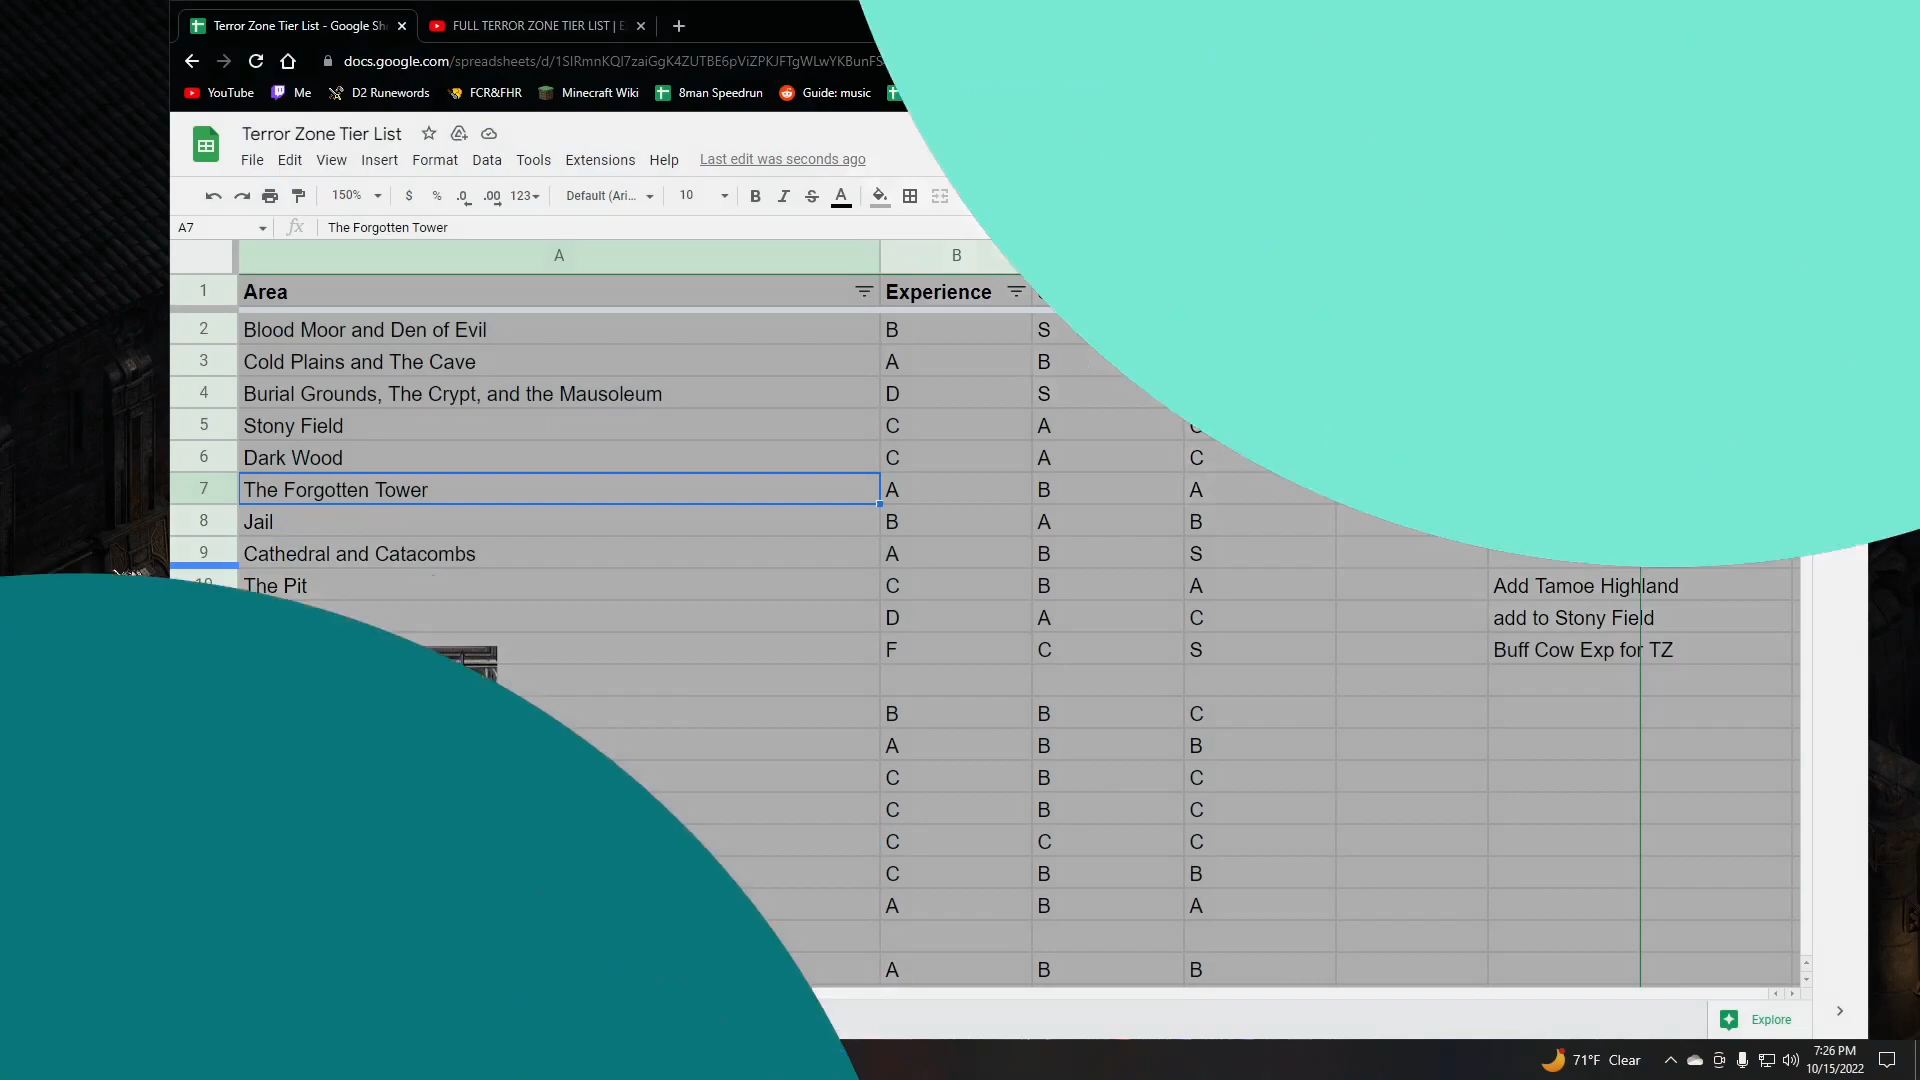 Terror Zone Tier List - Google Sh
FULL TERROR ZONE TIER LIST | E
docs.google.com/spreadsheets/d/1SlRmnKQl7zaiGgK4ZUTBE6pViZPKJFTgWLwYKBunFS
YouTube Me D2 Runewords FCR&FHR Minecraft Wiki 8man Speedrun Guide: music
Terror Zone Tier List
File Edit View Insert Format Data Tools Extensions Help Last edit was seconds ago
150% $ % .0 .00 123 Default (Ari... 10 B I S A
A7 fx The Forgotten Tower
A B
1 Area Experience
2 Blood Moor and Den of Evil B S
3 Cold Plains and The Cave A B
4 Burial Grounds, The Crypt, and the Mausoleum D S
5 Stony Field C A
6 Dark Wood C A C
7 The Forgotten Tower A B A
8 Jail B A B
9 Cathedral and Catacombs A B S
10 The Pit C B A Add Tamoe Highland
D A C add to Stony Field
F C S Buff Cow Exp for TZ
B B C
A B B
C B C
C B C
C C C
C B B
A B A
A B B
Explore
71°F Clear
7:26 PM
10/15/2022